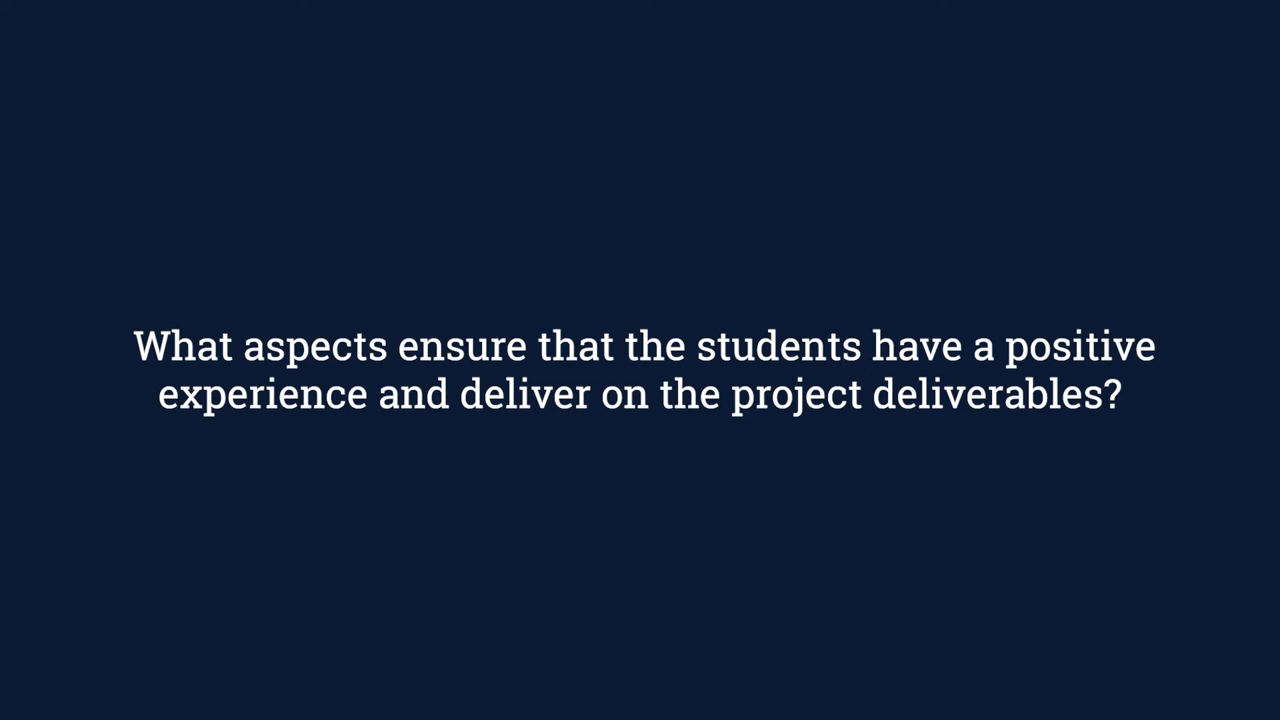 What aspects ensure that the students have a positive
experience and deliver on the project deliverables?